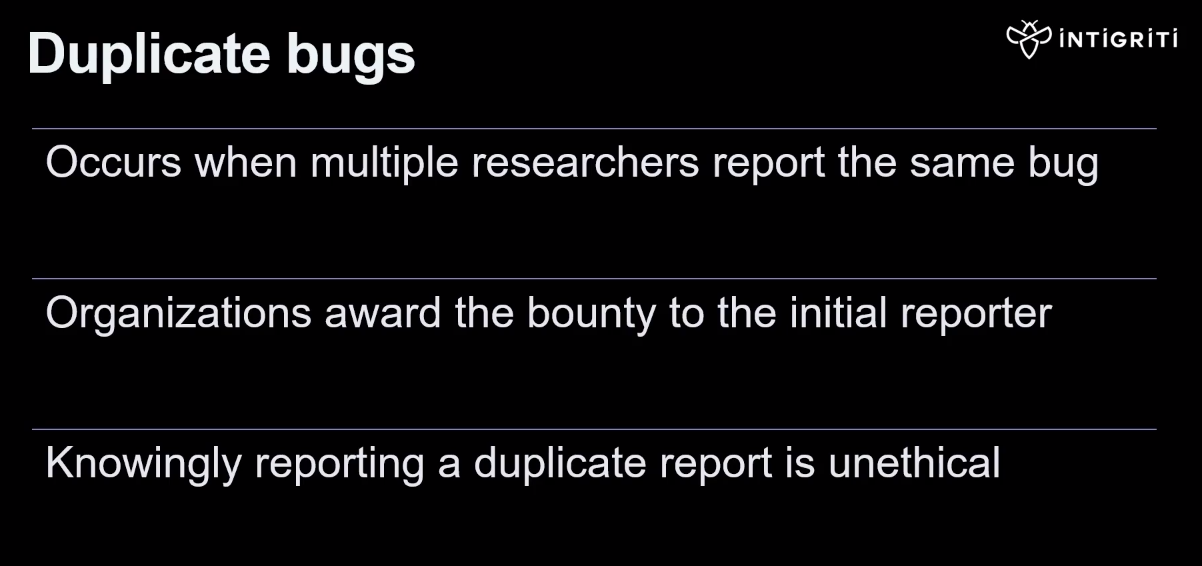 Duplicate bugs
INTIGRITI
Occurs when multiple researchers report the same bug
Organizations award the bounty to the initial reporter
Knowingly reporting a duplicate report is unethical